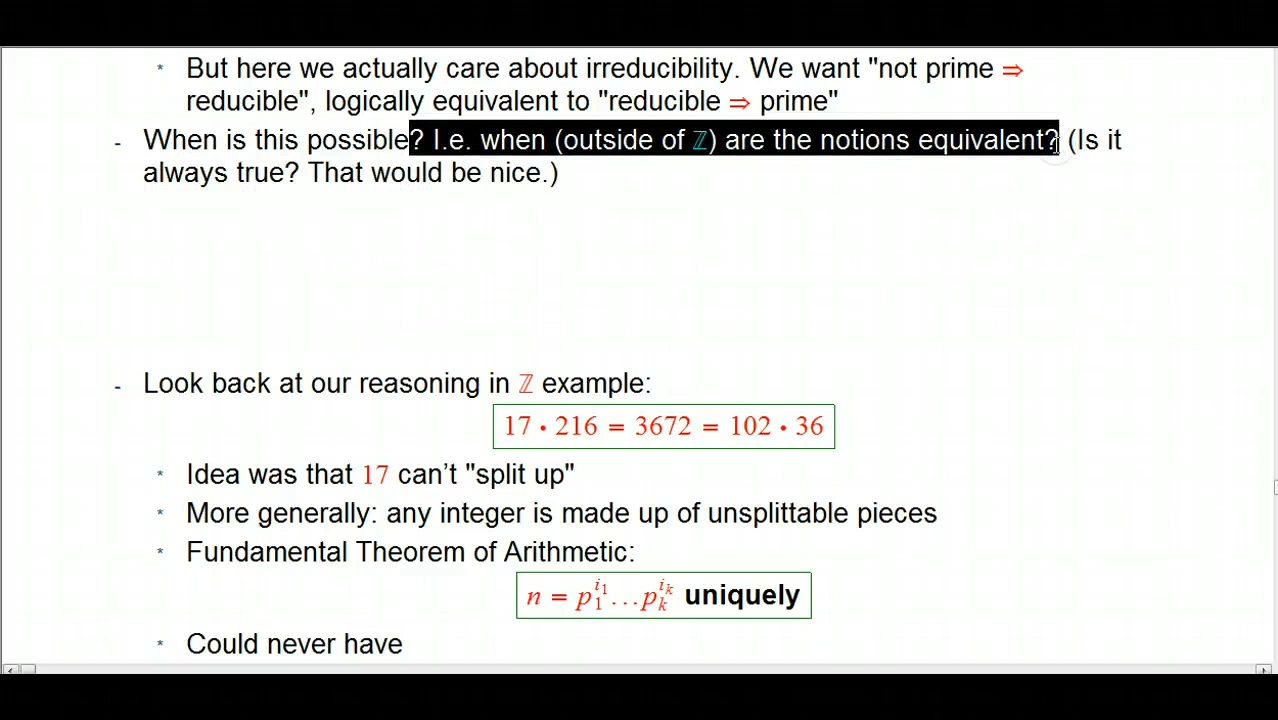 * But here we actually care about irreducibility. We want "not prime ⇒
reducible", logically equivalent to "reducible ⇒ prime"
- When is this possible? I.e. when (outside of ℤ) are the notions equivalent? (Is it
always true? That would be nice.)
- Look back at our reasoning in ℤ example:
17 · 216 = 3672 = 102 · 36
* Idea was that 17 can't "split up"
* More generally: any integer is made up of unsplittable pieces
* Fundamental Theorem of Arithmetic:
n = p₁^{i₁} … pₖ^{iₖ} uniquely
* Could never have